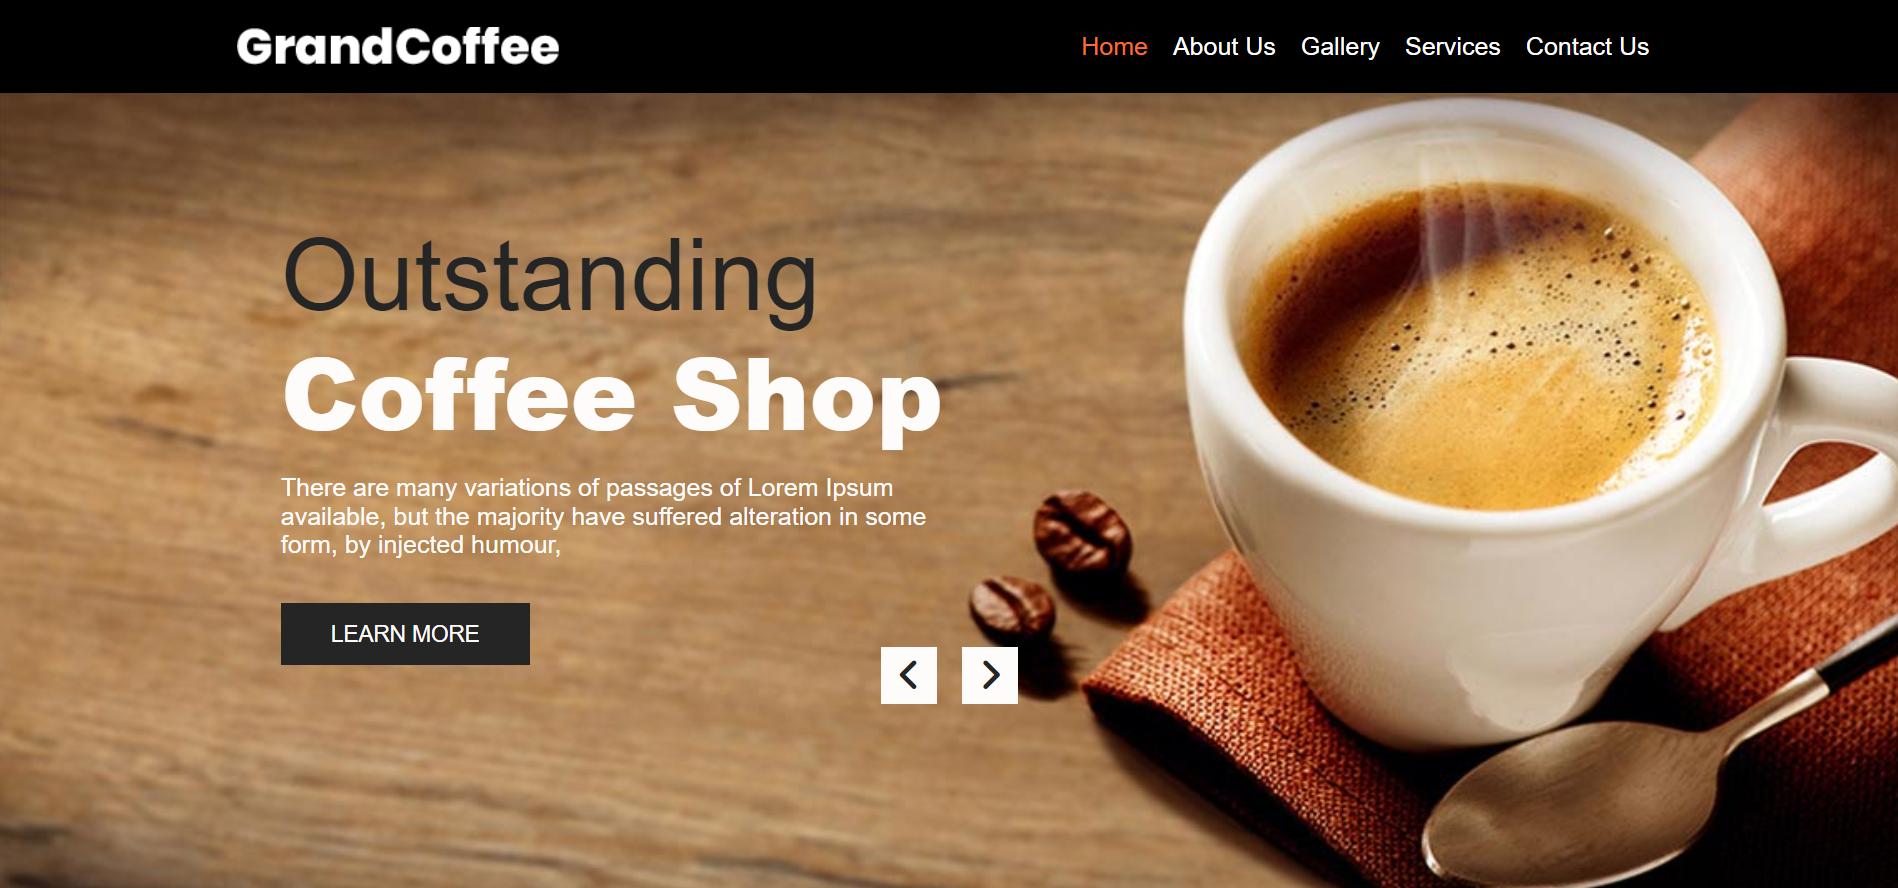 GrandCoffee
Home About Us Gallery Services Contact Us
Outstanding
Coffee Shop
There are many variations of passages of Lorem Ipsum
available, but the majority have suffered alteration in some
form, by injected humour,
LEARN MORE